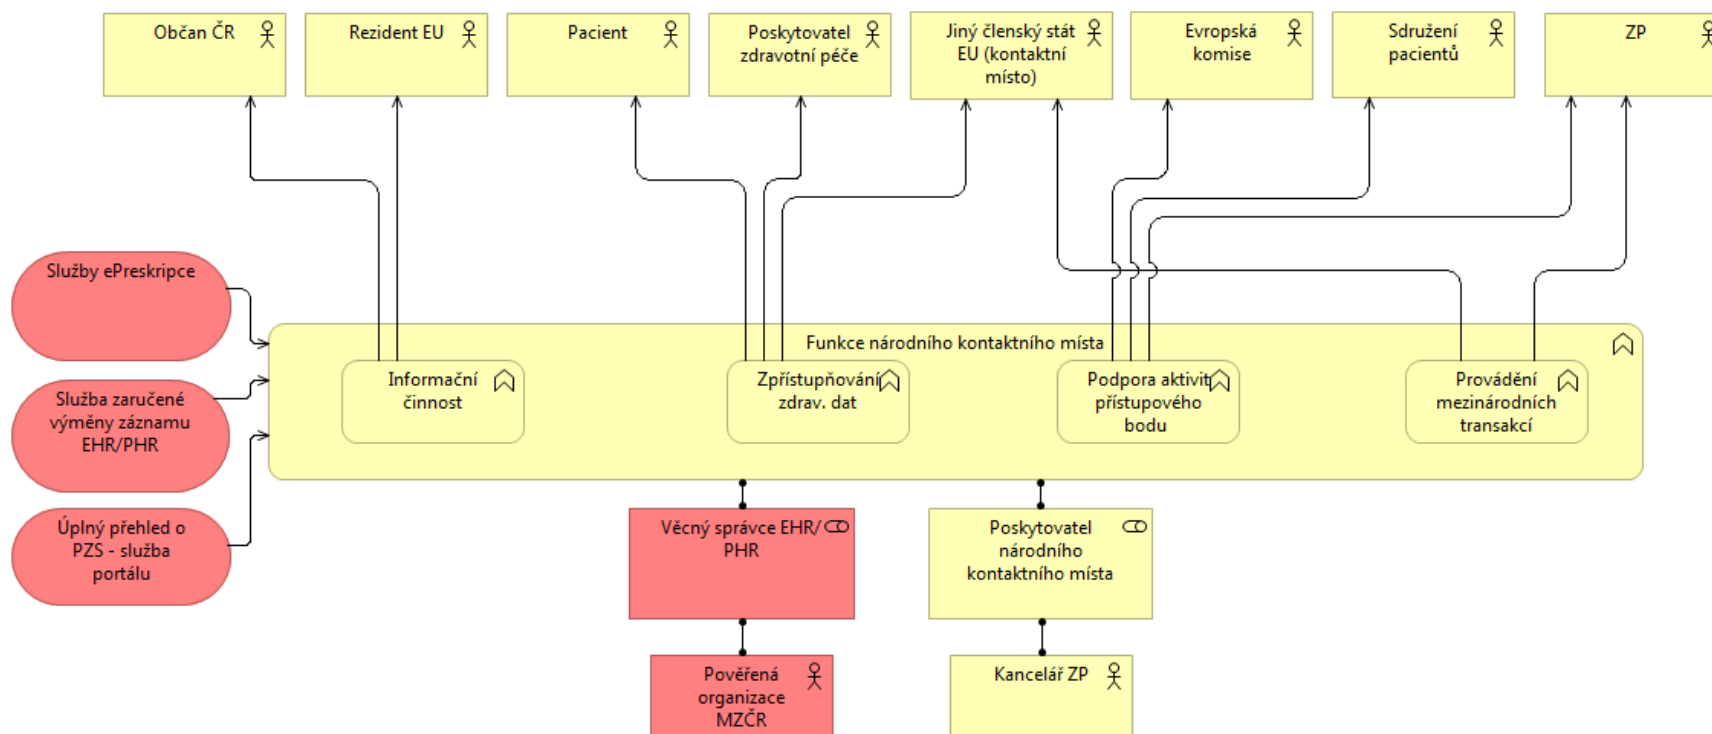 Občan ČR
Rezident EU
Pacient
Poskytovatel
zdravotní péče
Jiný členský stát
EU (kontaktní
místo)
Evropská
komise
Sdružení
pacientů
ZP
Služby ePreskripce
Služba zaručené
výměny záznamu
EHR/PHR
Úplný přehled o
PZS - služba
portálu
Funkce národního kontaktního místa
Informační
činnost
Zpřístupňování
zdrav. dat
Podpora aktivit
přístupového
bodu
Provádění
mezinárodních
transakcí
Věcný správce EHR/
PHR
Poskytovatel
národního
kontaktního místa
Pověřená
organizace
MZČR
Kancelář ZP